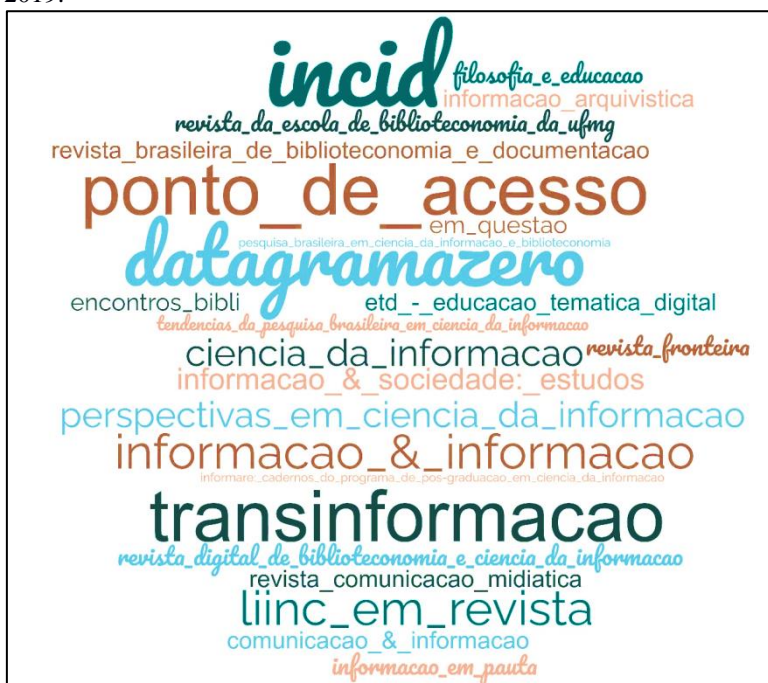 2019.
incid
filosofia_e_educacao
informacao_arquivistica
revista_da_escola_de_biblioteconomia_da_ufmg
revista_brasileira_de_biblioteconomia_e_documentacao
ponto_de_acesso
em_questao
pesquisa_brasileira_em_ciencia_da_informacao_e_biblioteconomia
datagramazero
encontros_bibli
etd_-_educacao_tematica_digital
tendencias_da_pesquisa_brasileira_em_ciencia_da_informacao
ciencia_da_informacao
revista_fronteira
informacao_&_sociedade:_estudos
perspectivas_em_ciencia_da_informacao
informacao_&_informacao
informare:_cadernos_do_programa_de_pos-graduacao_em_ciencia_da_informacao
transinformacao
revista_digital_de_biblioteconomia_e_ciencia_da_informacao
revista_comunicacao_midiatica
liinc_em_revista
comunicacao_&_informacao
informacao_em_pauta